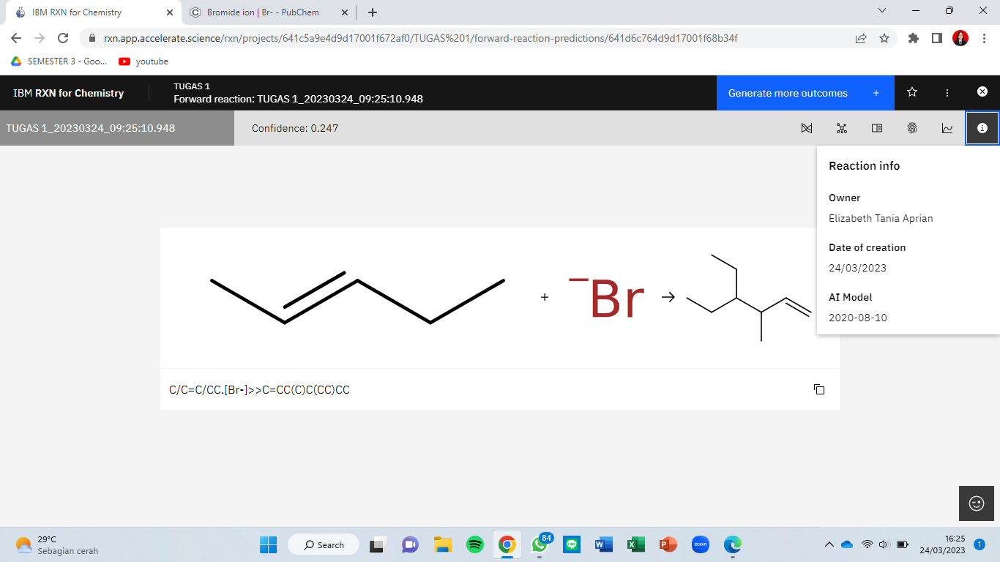 IBM RXN for Chemistry
Bromide ion | Br- - PubChem
rxn.app.accelerate.science/rxn/projects/641c5a9e4d9d17001f672af0/TUGAS%201/forward-reaction-predictions/641d6c764d9d17001f68b34f
SEMESTER 3 - Goo...
youtube
IBM RXN for Chemistry
TUGAS 1
Forward reaction: TUGAS 1_20230324_09:25:10.948
Generate more outcomes +
TUGAS 1_20230324_09:25:10.948
Confidence: 0.247
Reaction info
Owner
Elizabeth Tania Aprian
Date of creation
24/03/2023
AI Model
2020-08-10
+ ⁻Br →
C/C=C/CC.[Br-]>>C=CC(C)C(CC)CC
29°C
Sebagian cerah
Search
84
zoom
16:25
24/03/2023
1